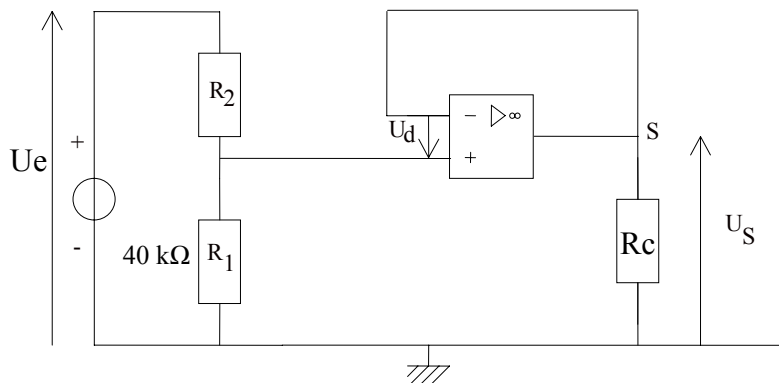 Ue
+
-
R2
40 kΩ
R1
Ud
-
▷ ∞
+
S
Rc
US